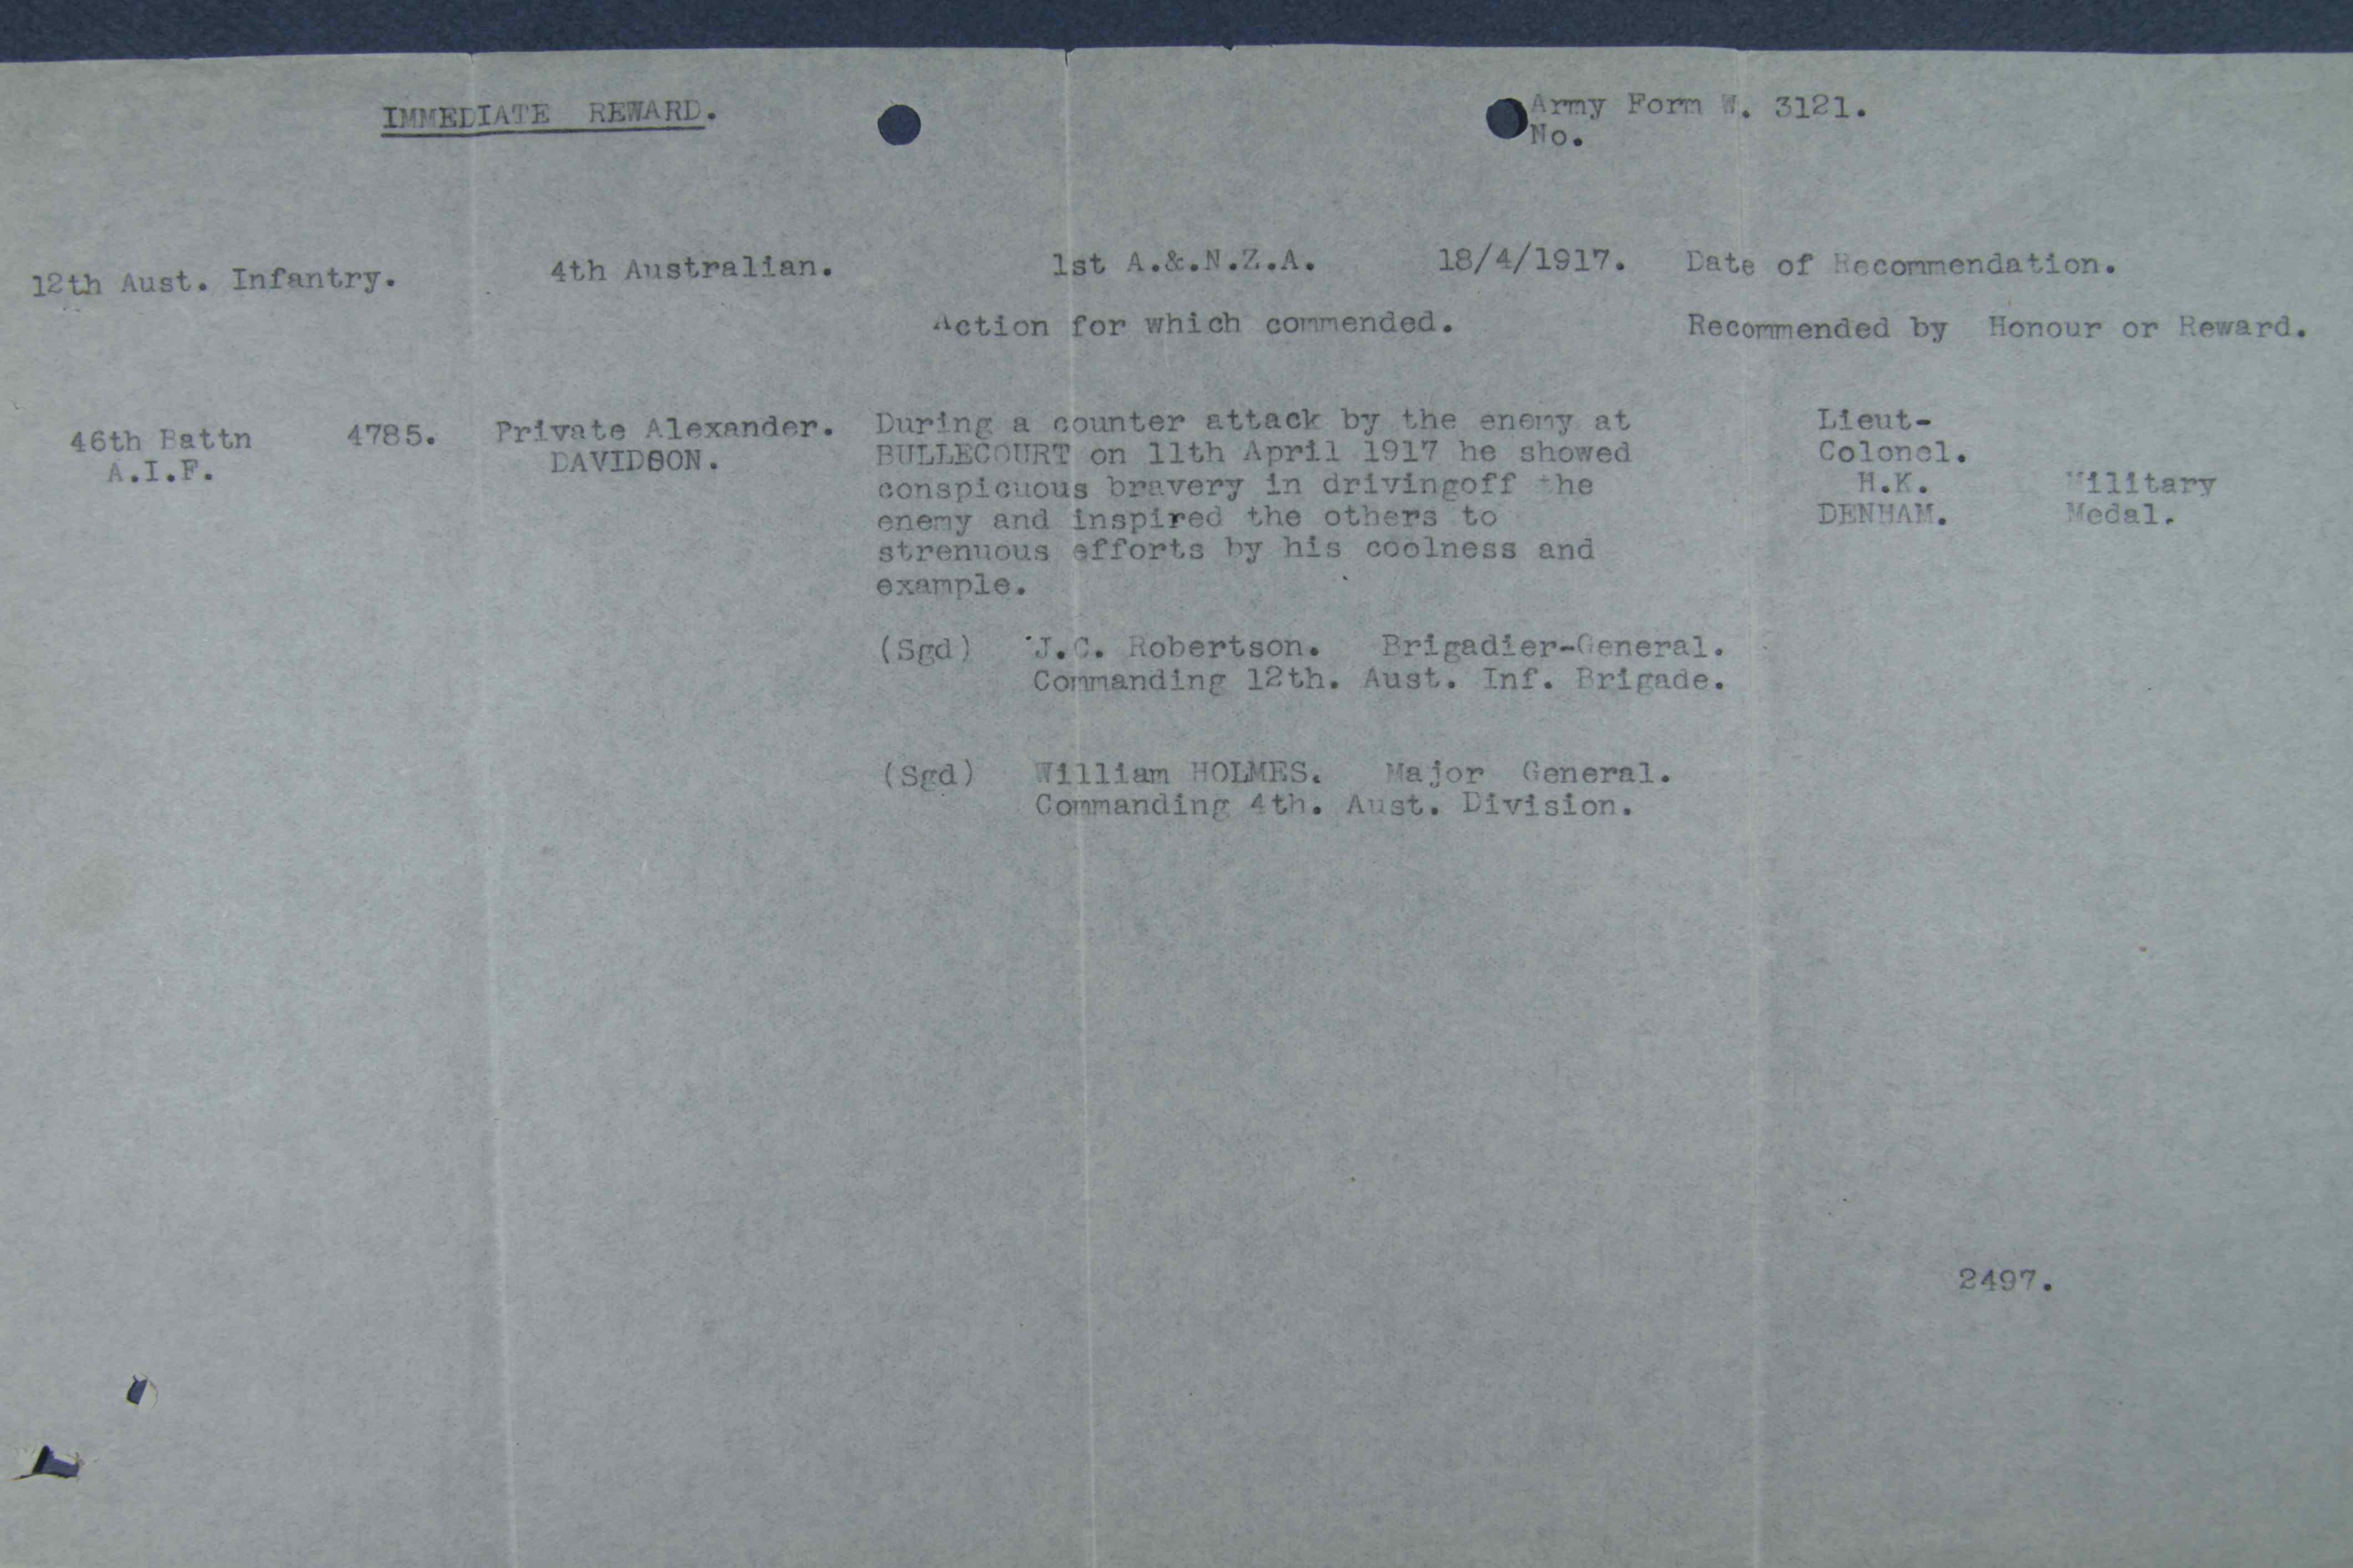 IMMEDIATE REWARD.
Army Form W. 3121.
No.
12th Aust. Infantry. 4th Australian. 1st A.&.N.Z.A. 18/4/1917. Date of Recommendation.
Action for which commended. Recommended by Honour or Reward.
46th Battn 4785. Private Alexander. During a counter attack by the enemy at Lieut-
A.I.F. DAVIDSON. BULLECOURT on 11th April 1917 he showed Colonel.
conspicuous bravery in drivingoff the H.K. Military
enemy and inspired the others to DENHAM. Medal.
strenuous efforts by his coolness and
example.
(Sgd) J.C. Robertson. Brigadier-General.
Commanding 12th. Aust. Inf. Brigade.
(Sgd) William HOLMES. Major General.
Commanding 4th. Aust. Division.
2497.